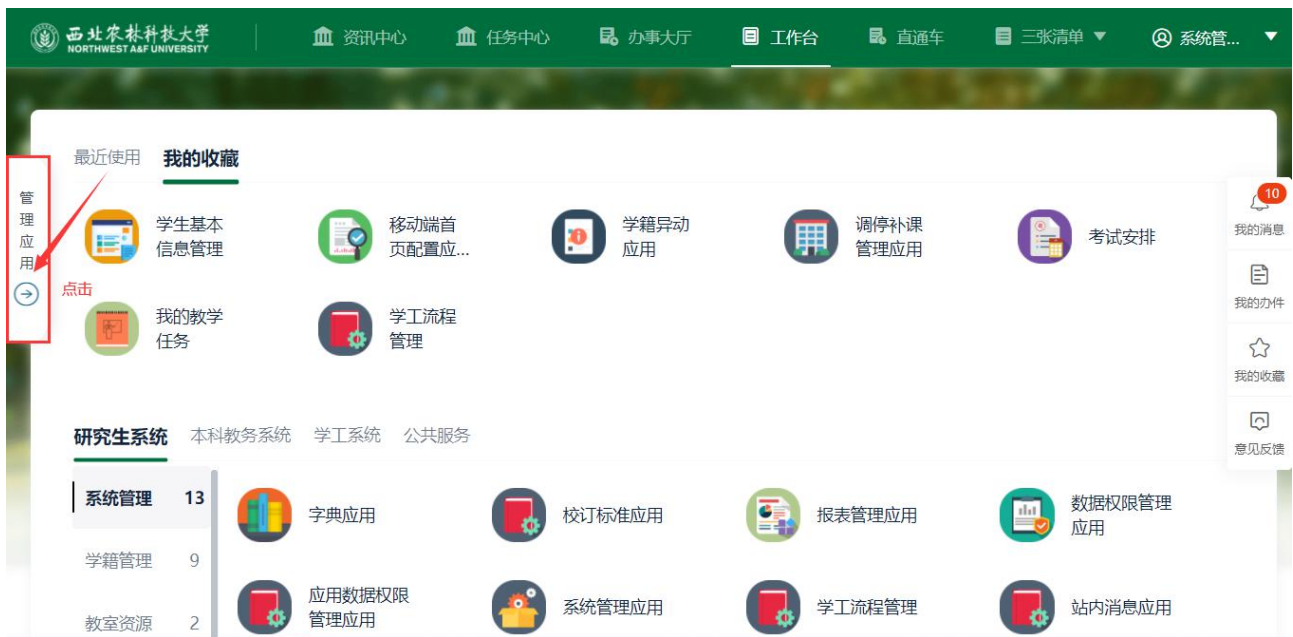 西北农林科技大学
NORTHWEST A&F UNIVERSITY
资讯中心
任务中心
办事大厅
工作台
直通车
三张清单
系统管...
最近使用
我的收藏
管
理
应
用
点击
学生基本
信息管理
移动端首
页配置应...
学籍异动
应用
调停补课
管理应用
考试安排
我的教学
任务
学工流程
管理
10
我的消息
我的办件
我的收藏
意见反馈
研究生系统
本科教务系统
学工系统
公共服务
系统管理 13
学籍管理 9
教室资源 2
字典应用
校订标准应用
报表管理应用
数据权限管理
应用
应用数据权限
管理应用
系统管理应用
学工流程管理
站内消息应用